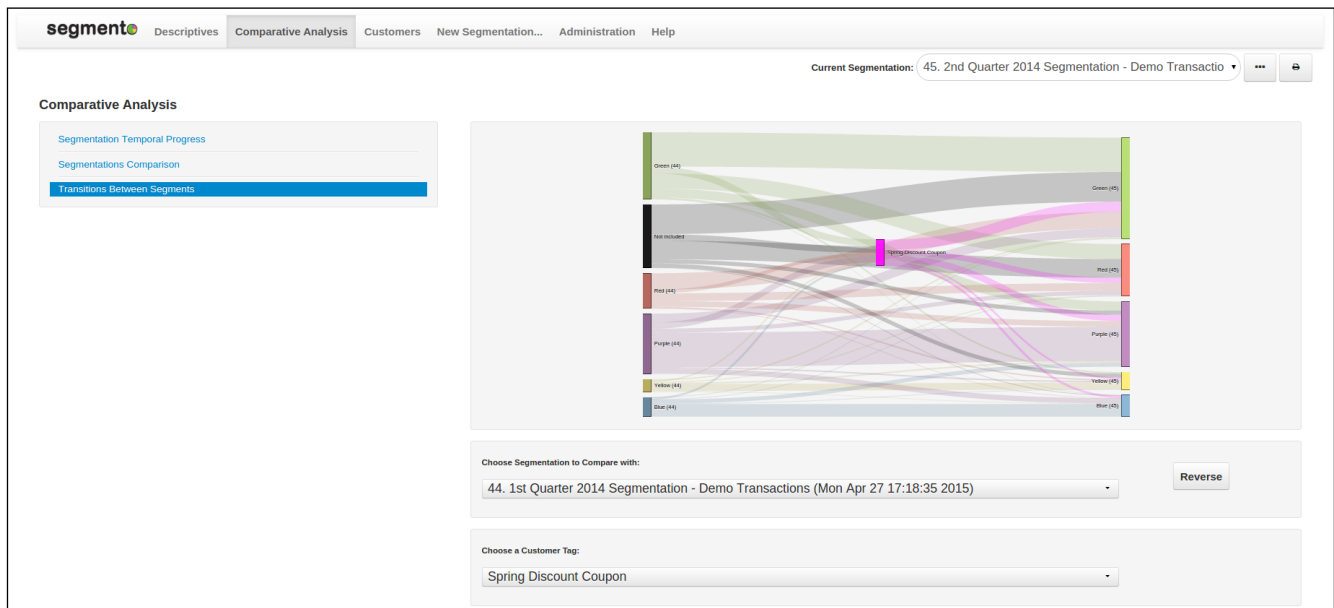 segmento Descriptives Comparative Analysis Customers New Segmentation... Administration Help
Current Segmentation: 45. 2nd Quarter 2014 Segmentation - Demo Transactio
Comparative Analysis
Segmentation Temporal Progress
Segmentations Comparison
Transitions Between Segments
Green (44)
Not included
Red (44)
Purple (44)
Yellow (44)
Blue (44)
Spring Discount Coupon
Green (45)
Red (45)
Purple (45)
Yellow (45)
Blue (45)
Choose Segmentation to Compare with:
44. 1st Quarter 2014 Segmentation - Demo Transactions (Mon Apr 27 17:18:35 2015)
Reverse
Choose a Customer Tag:
Spring Discount Coupon